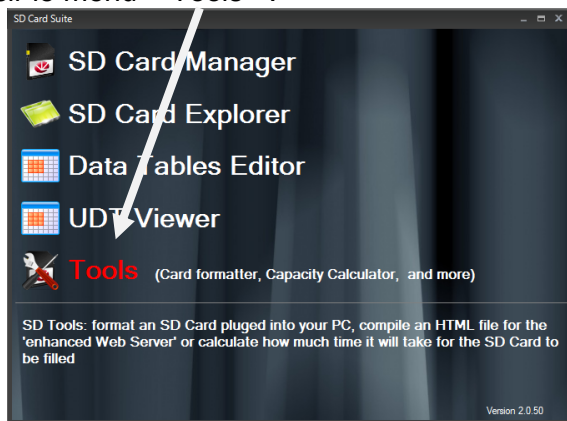 le menu "Tools".
SD Card Suite
SD Card Manager
SD Card Explorer
Data Tables Editor
UDT Viewer
Tools (Card formatter, Capacity Calculator, and more)
SD Tools: format an SD Card pluged into your PC, compile an HTML file for the
'enhanced Web Server' or calculate how much time it will take for the SD Card to
be filled
Version 2.0.50